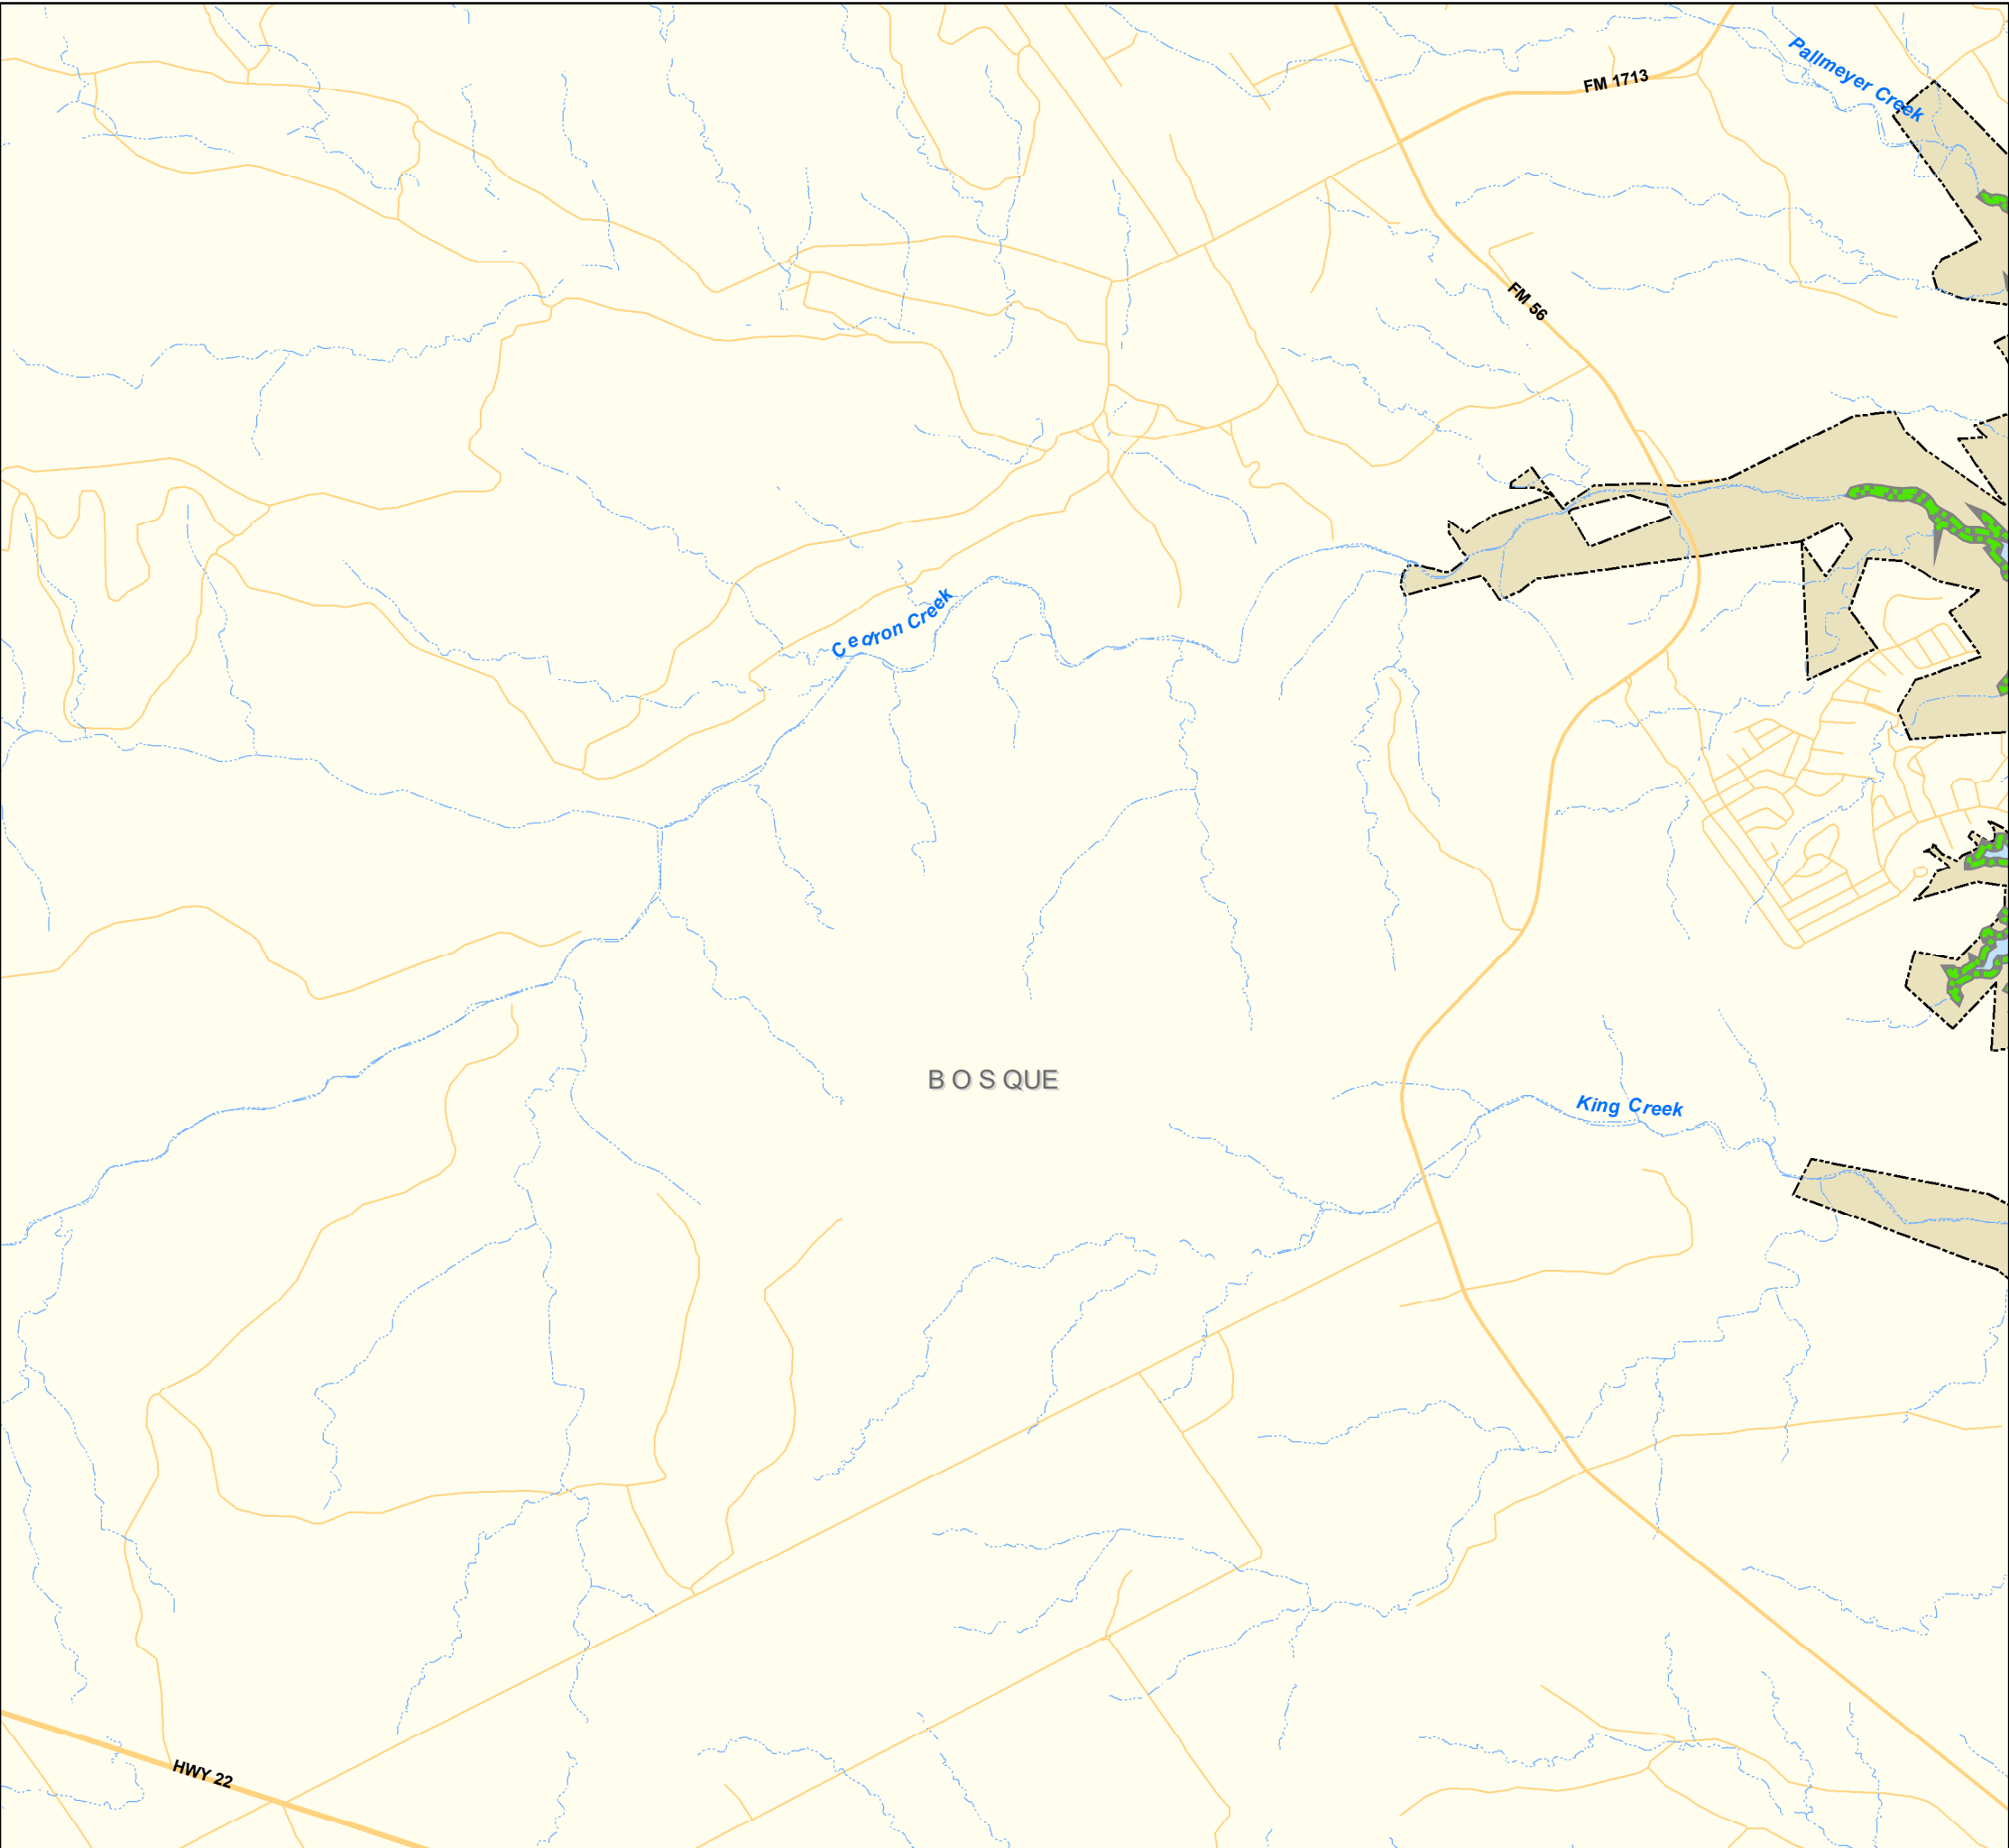 Pallmeyer Creek
FM 1713
FM 56
Cedron Creek
BOSQUE
King Creek
HWY 22